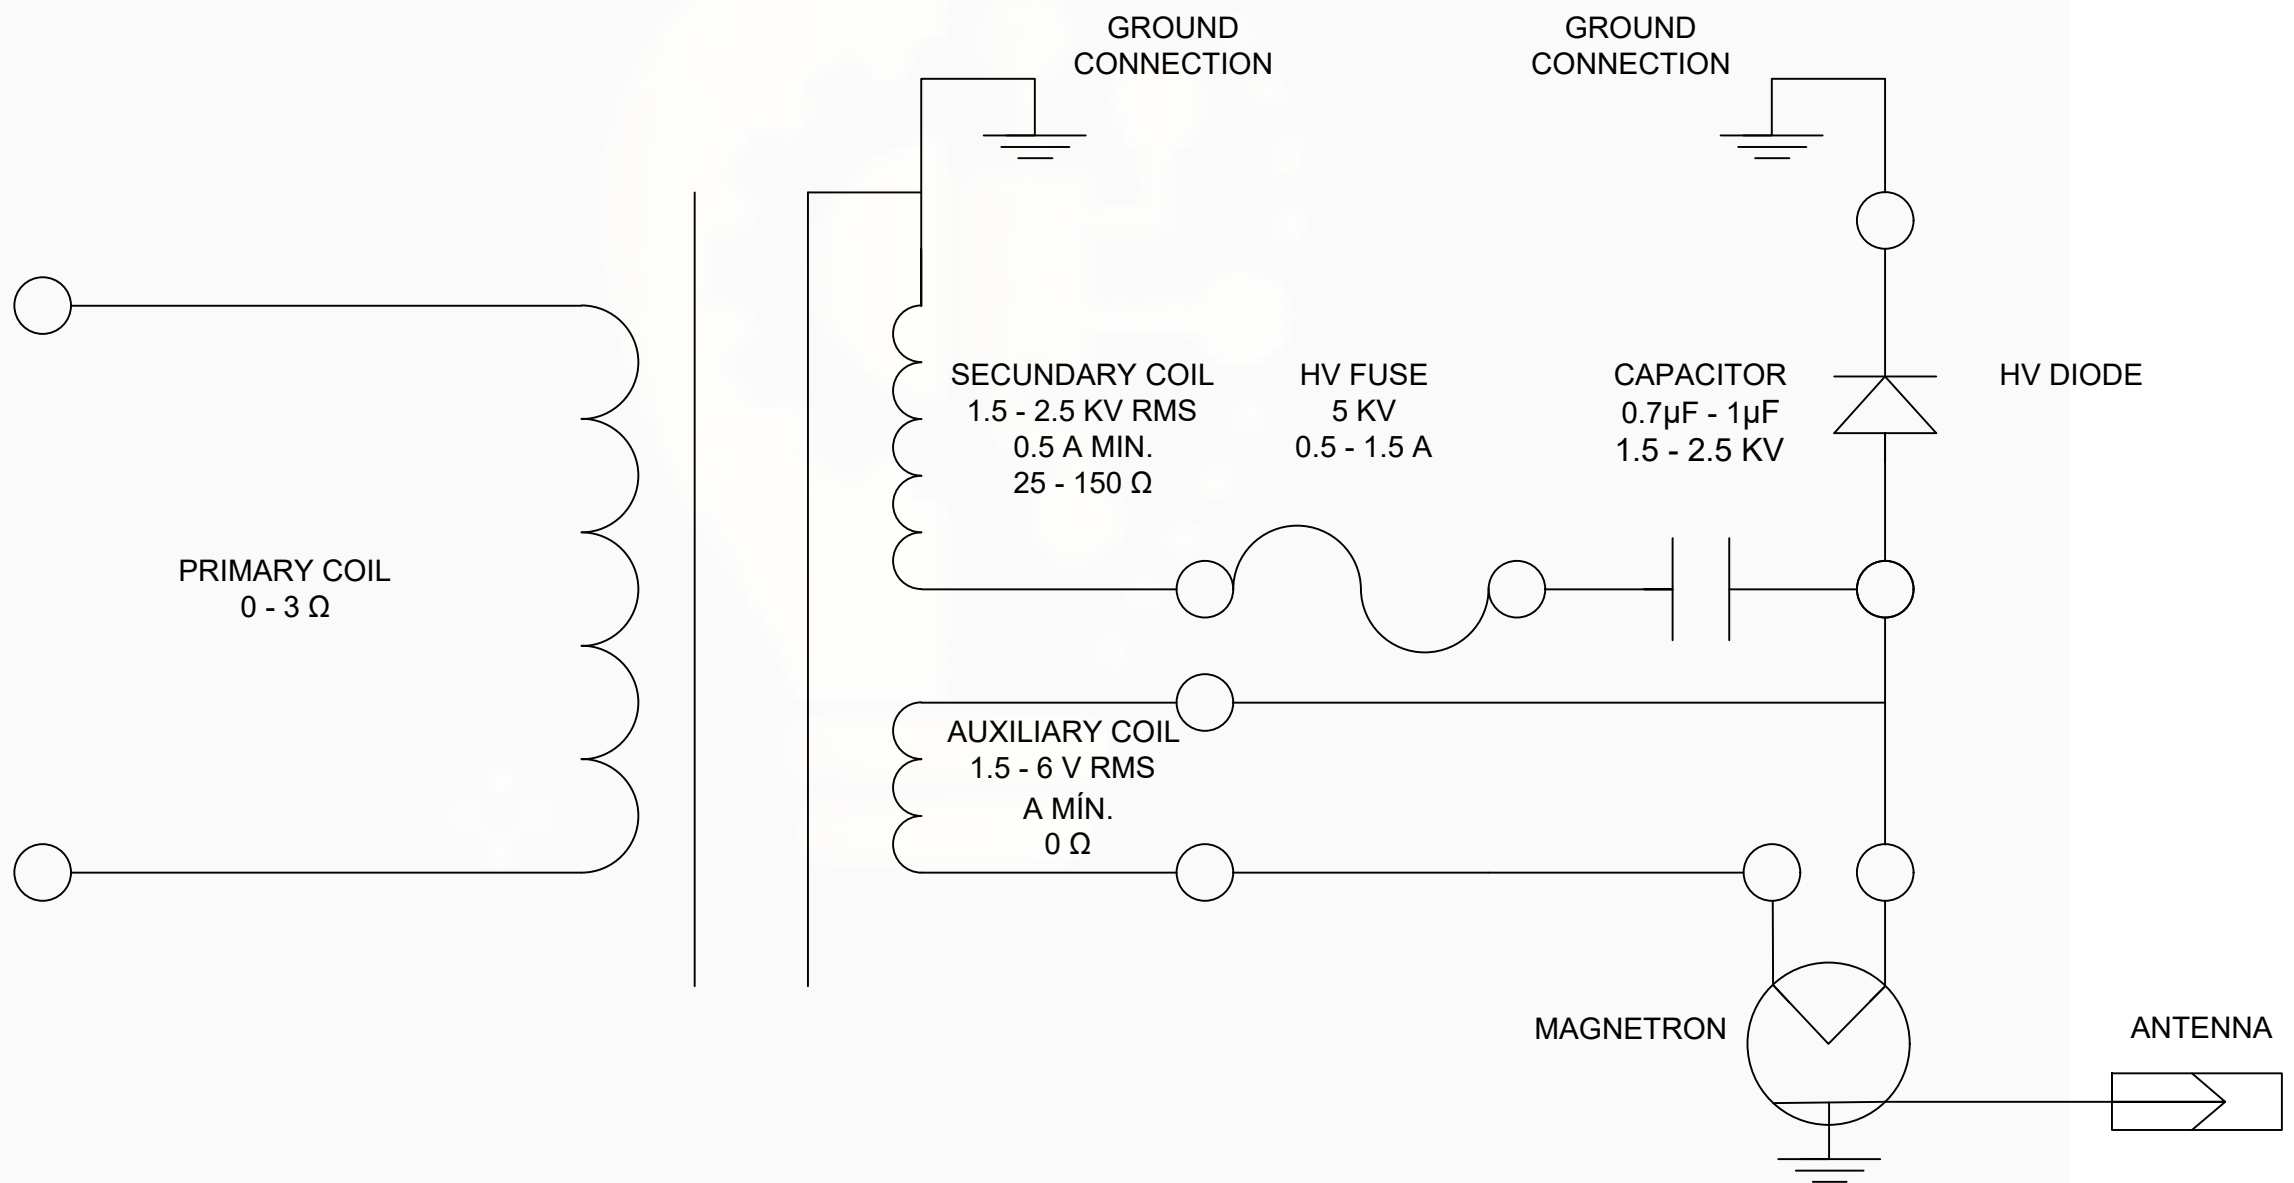 GROUND
CONNECTION
GROUND
CONNECTION
SECUNDARY COIL
1.5 - 2.5 KV RMS
0.5 A MIN.
25 - 150 Ω
HV FUSE
5 KV
0.5 - 1.5 A
CAPACITOR
0.7µF - 1µF
1.5 - 2.5 KV
HV DIODE
PRIMARY COIL
0 - 3 Ω
AUXILIARY COIL
1.5 - 6 V RMS
A MÍN.
0 Ω
MAGNETRON
ANTENNA